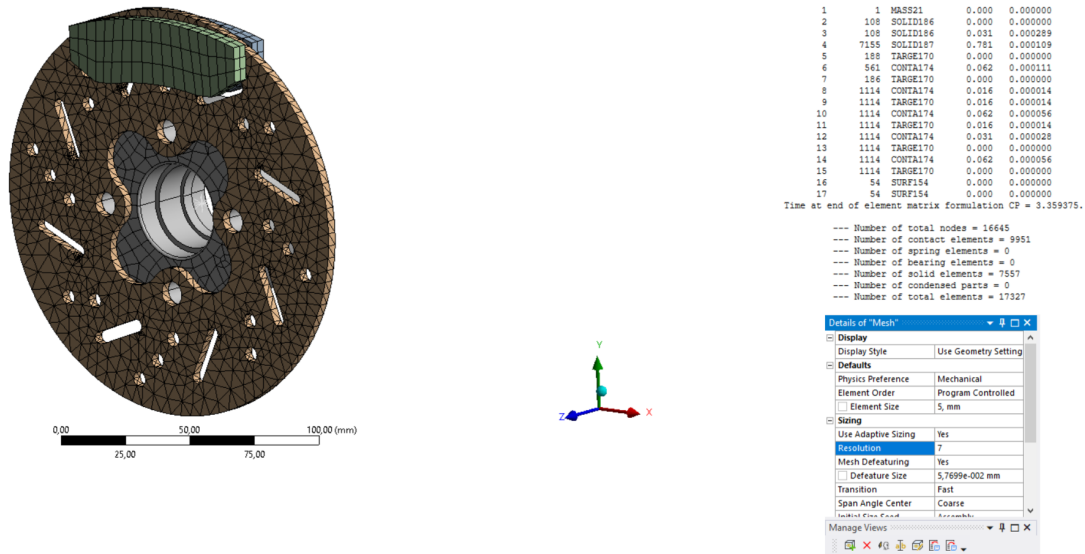 1 1 MASS21 0.000 0.000000
2 108 SOLID186 0.000 0.000000
3 108 SOLID186 0.031 0.000289
4 7155 SOLID187 0.781 0.000109
5 188 TARGE170 0.000 0.000000
6 561 CONTA174 0.062 0.000111
7 186 TARGE170 0.000 0.000000
8 1114 CONTA174 0.016 0.000014
9 1114 TARGE170 0.016 0.000014
10 1114 CONTA174 0.062 0.000056
11 1114 TARGE170 0.016 0.000014
12 1114 CONTA174 0.031 0.000028
13 1114 TARGE170 0.000 0.000000
14 1114 CONTA174 0.062 0.000056
15 1114 TARGE170 0.000 0.000000
16 54 SURF154 0.000 0.000000
17 54 SURF154 0.000 0.000000
Time at end of element matrix formulation CP = 3.359375.
--- Number of total nodes = 16645
--- Number of contact elements = 9951
--- Number of spring elements = 0
--- Number of bearing elements = 0
--- Number of solid elements = 7557
--- Number of condensed parts = 0
--- Number of total elements = 17327
Details of "Mesh"
Display
Display Style Use Geometry Setting
Defaults
Physics Preference Mechanical
Element Order Program Controlled
Element Size 5, mm
Sizing
Use Adaptive Sizing Yes
Resolution 7
Mesh Defeaturing Yes
Defeature Size 5,7699e-002 mm
Transition Fast
Span Angle Center Coarse
Initial Size Seed Assembly
Manage Views
Y
Z
X
0,00 50,00 100,00 (mm)
25,00 75,00